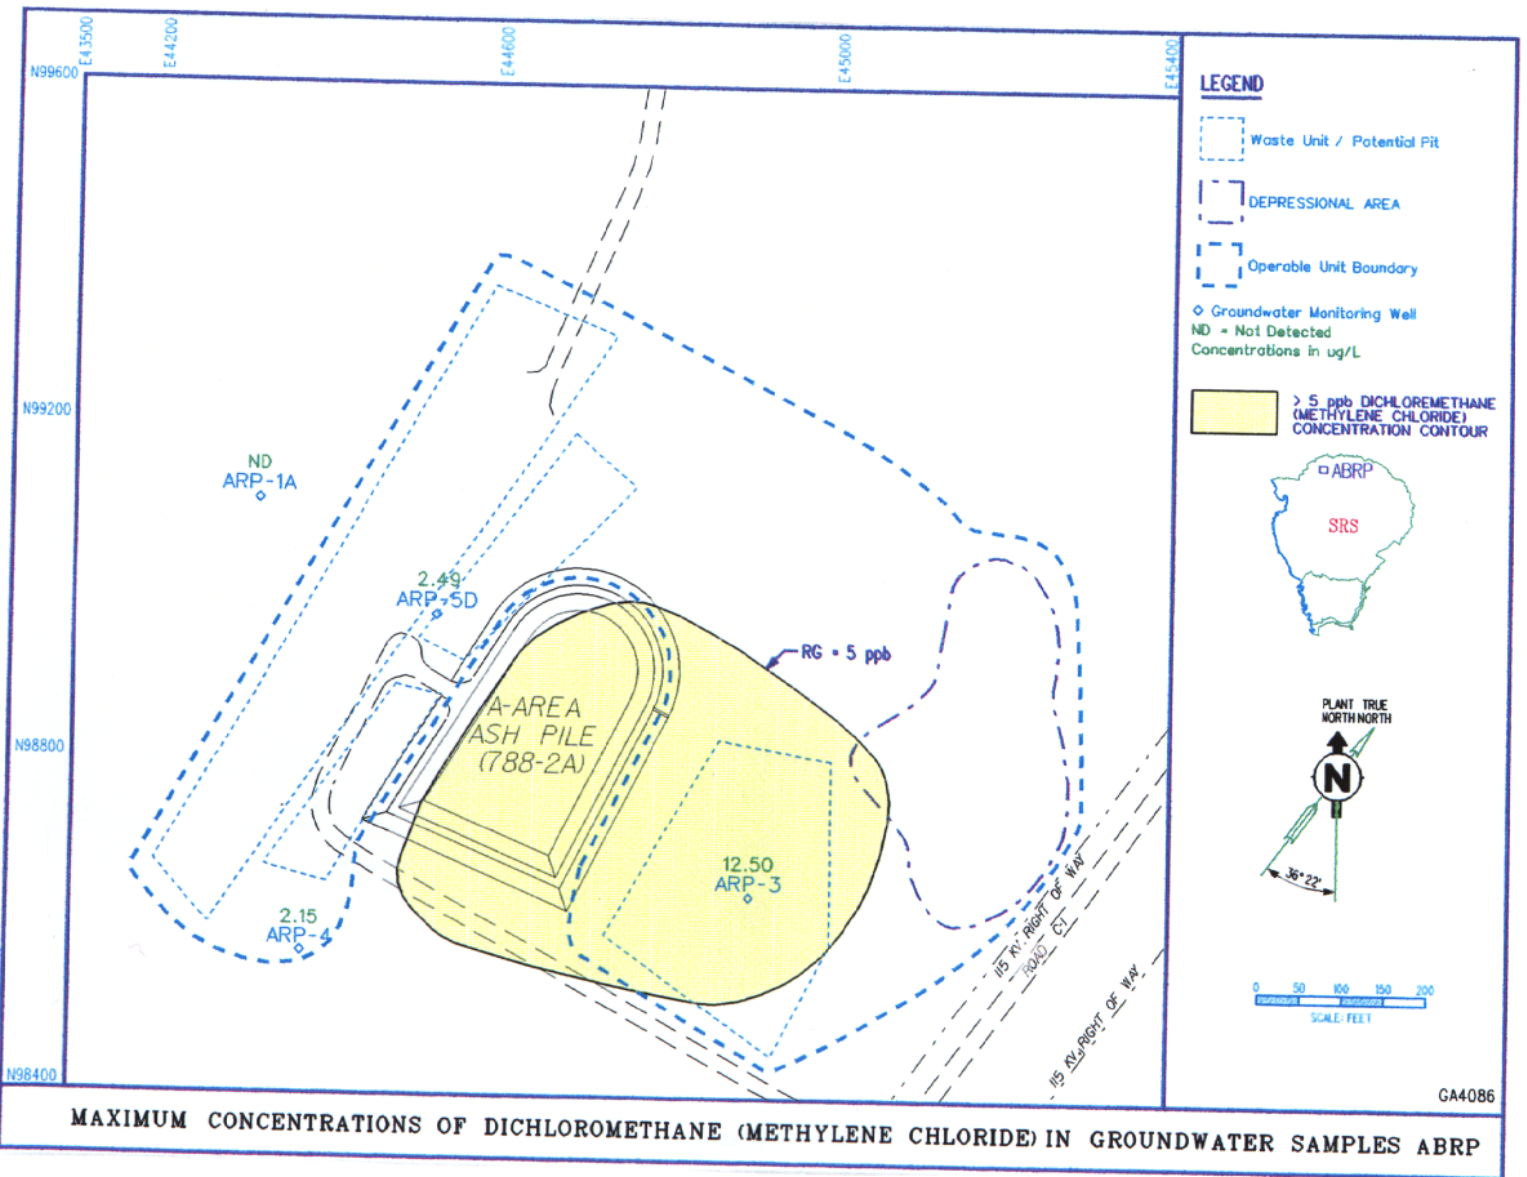 E43500
E44200
E44600
E45000
E45400
N99600
N99200
N98800
N98400
ND
ARP-1A
2.49
ARP-5D
RG = 5 ppb
A-AREA
ASH PILE
(788-2A)
12.50
ARP-3
2.15
ARP-4
115 KV. RIGHT OF WAY
ROAD C-1
115 KV. RIGHT OF WAY
LEGEND
Waste Unit / Potential Pit
DEPRESSIONAL AREA
Operable Unit Boundary
Groundwater Monitoring Well
ND = Not Detected
Concentrations in ug/L
> 5 ppb DICHLOREMETHANE
(METHYLENE CHLORIDE)
CONCENTRATION CONTOUR
ABRP
SRS
PLANT TRUE
NORTH NORTH
N
36°22'
0 50 100 150 200
SCALE: FEET
GA4086
MAXIMUM CONCENTRATIONS OF DICHLOROMETHANE (METHYLENE CHLORIDE) IN GROUNDWATER SAMPLES ABRP